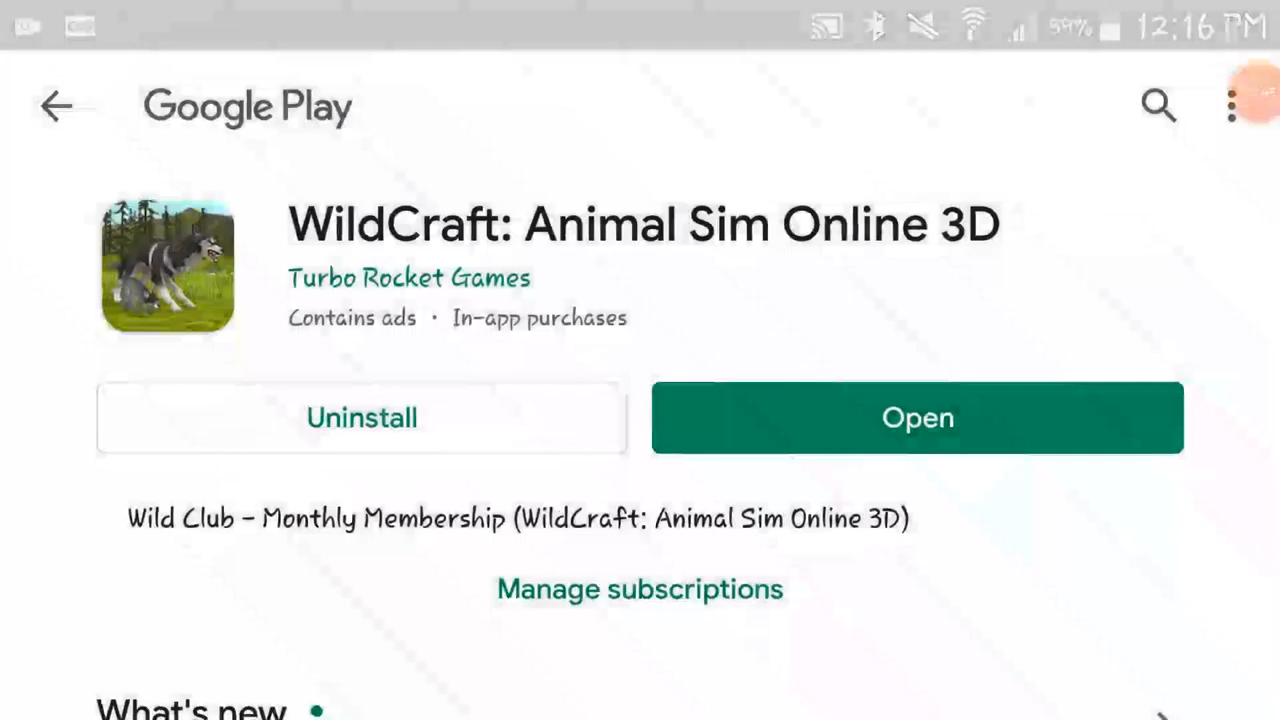 59% 12:16 PM
Google Play
WildCraft: Animal Sim Online 3D
Turbo Rocket Games
Contains ads · In-app purchases
Uninstall Open
Wild Club - Monthly Membership (WildCraft: Animal Sim Online 3D)
Manage subscriptions
What's new